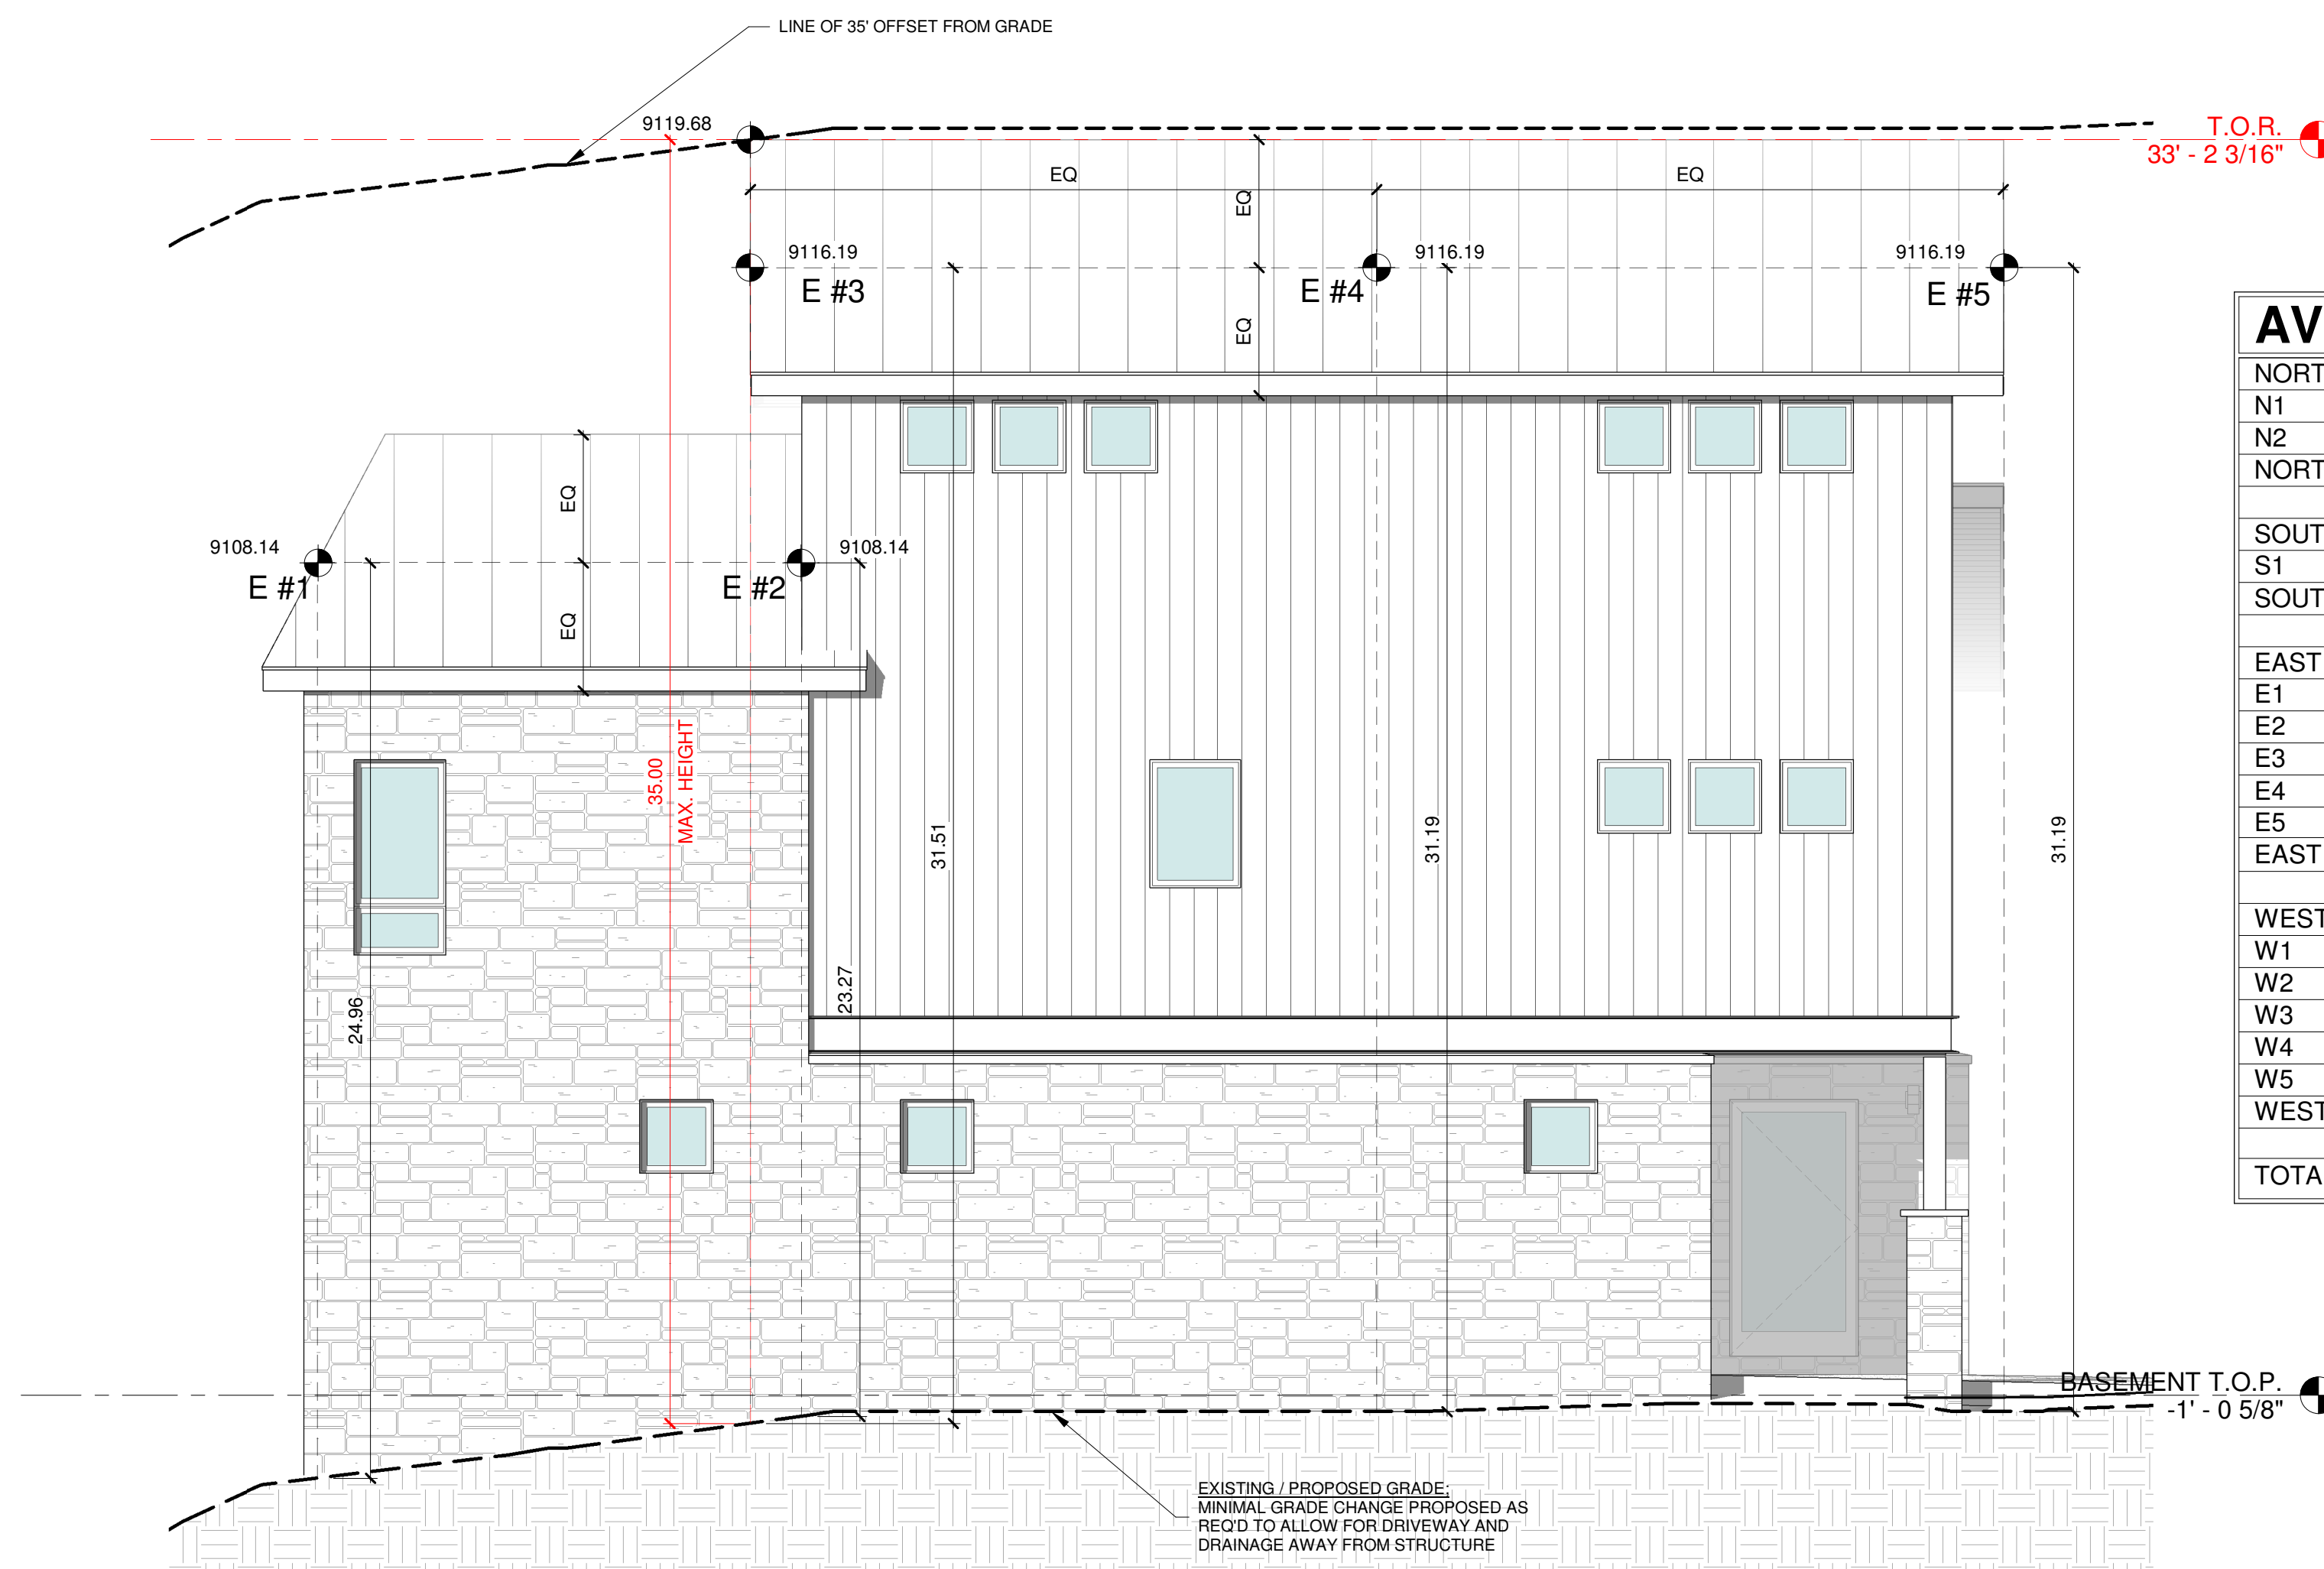 LINE OF 35' OFFSET FROM GRADE
9119.68
T.O.R.
33' - 2 3/16"
EQ
EQ
EQ
9116.19
9116.19
9116.19
E #3
E #4
E #5
EQ
EQ
9108.14
9108.14
E #1
E #2
EQ
35.00
MAX. HEIGHT
31.51
31.19
31.19
23.27
24.96
BASEMENT T.O.P.
-1' - 0 5/8"
EXISTING / PROPOSED GRADE:
MINIMAL GRADE CHANGE PROPOSED AS
REQ'D TO ALLOW FOR DRIVEWAY AND
DRAINAGE AWAY FROM STRUCTURE
AV
NORT
N1
N2
NORT
SOUT
S1
SOUT
EAST
E1
E2
E3
E4
E5
EAST
WEST
W1
W2
W3
W4
W5
WEST
TOTA